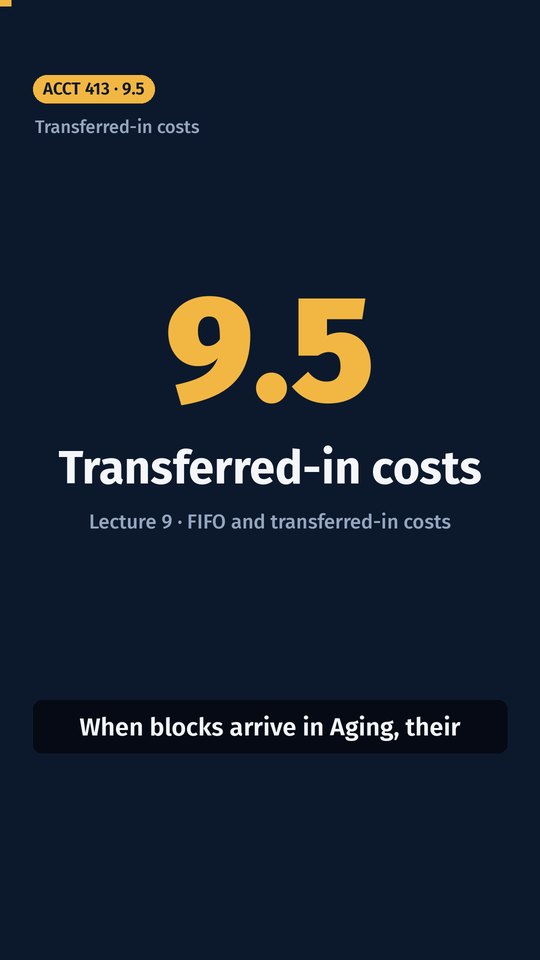 ACCT 413 · 9.5
Transferred-in costs
9.5
Transferred-in costs
Lecture 9 · FIFO and transferred-in costs
When blocks arrive in Aging, their